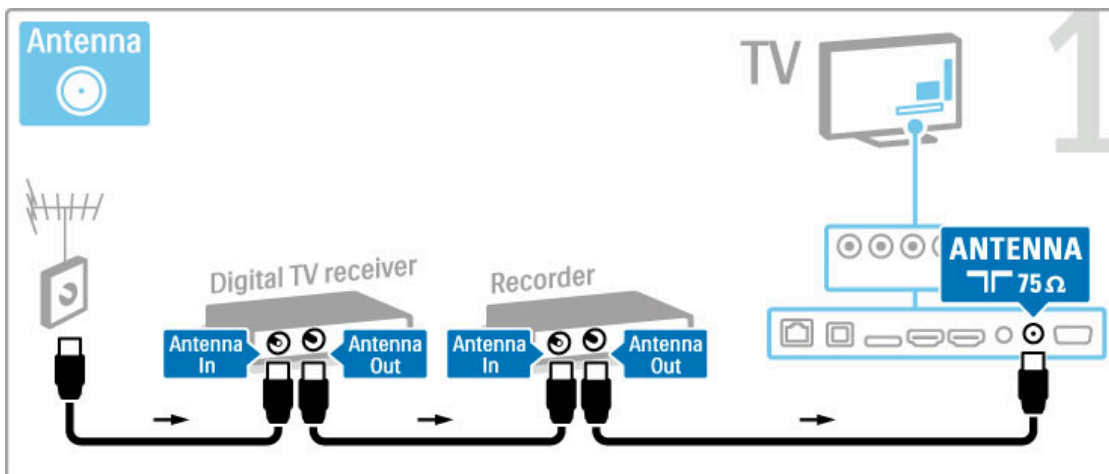 Antenna
TV
1
Digital TV receiver
Recorder
ANTENNA
75 Ω
Antenna
In
Antenna
Out
Antenna
In
Antenna
Out